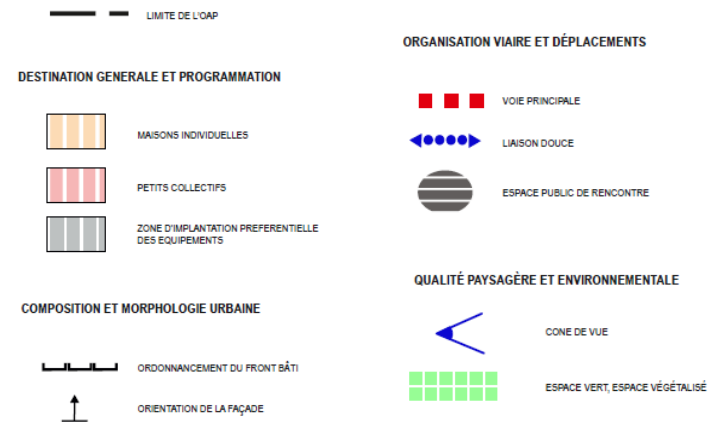 LIMITE DE L'OAP
DESTINATION GENERALE ET PROGRAMMATION
MAISONS INDIVIDUELLES
PETITS COLLECTIFS
ZONE D'IMPLANTATION PREFERENTIELLE
DES EQUIPEMENTS
COMPOSITION ET MORPHOLOGIE URBAINE
ORDONNANCEMENT DU FRONT BÂTI
ORIENTATION DE LA FAÇADE
ORGANISATION VIAIRE ET DÉPLACEMENTS
VOIE PRINCIPALE
LIAISON DOUCE
ESPACE PUBLIC DE RENCONTRE
QUALITÉ PAYSAGÈRE ET ENVIRONNEMENTALE
CONE DE VUE
ESPACE VERT, ESPACE VÉGÉTALISÉ